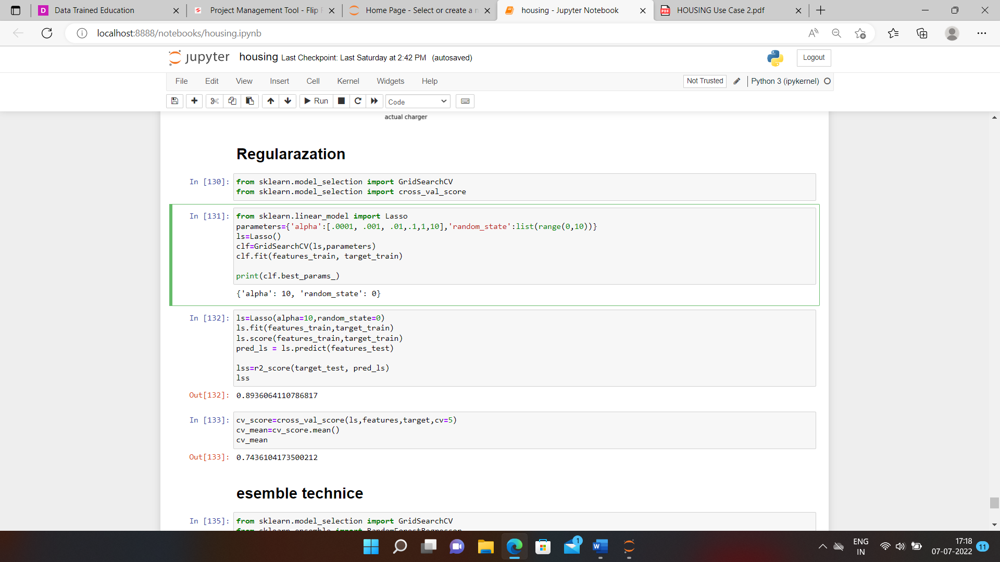 Data Trained Education
Project Management Tool - Flip
Home Page - Select or create a n
housing - Jupyter Notebook
HOUSING Use Case 2.pdf
localhost:8888/notebooks/housing.ipynb
jupyter housing Last Checkpoint: Last Saturday at 2:42 PM (autosaved)
Logout
File Edit View Insert Cell Kernel Widgets Help
Not Trusted Python 3 (ipykernel)
Run Code
actual charger
Regularazation
In [130]: from sklearn.model_selection import GridSearchCV
from sklearn.model_selection import cross_val_score
In [131]: from sklearn.linear_model import Lasso
parameters={'alpha':[.0001, .001, .01,.1,1,10],'random_state':list(range(0,10))}
ls=Lasso()
clf=GridSearchCV(ls,parameters)
clf.fit(features_train, target_train)
print(clf.best_params_)
{'alpha': 10, 'random_state': 0}
In [132]: ls=Lasso(alpha=10,random_state=0)
ls.fit(features_train,target_train)
ls.score(features_train,target_train)
pred_ls = ls.predict(features_test)
lss=r2_score(target_test, pred_ls)
lss
Out[132]: 0.8936064110786817
In [133]: cv_score=cross_val_score(ls,features,target,cv=5)
cv_mean=cv_score.mean()
cv_mean
Out[133]: 0.7436104173500212
esemble technice
In [135]: from sklearn.model_selection import GridSearchCV
from sklearn.ensemble import RandomForestRegressor
1
ENG
IN
17:18
07-07-2022
11